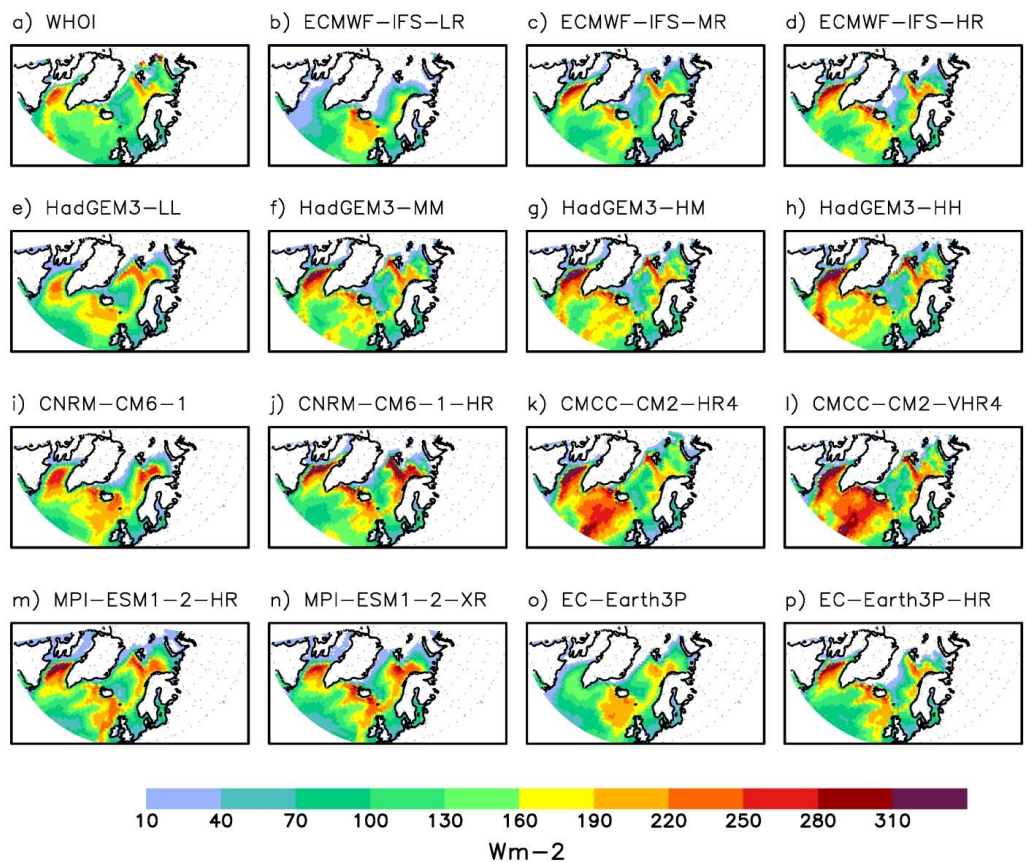 a) WHOI
b) ECMWF-IFS-LR
c) ECMWF-IFS-MR
d) ECMWF-IFS-HR
e) HadGEM3-LL
f) HadGEM3-MM
g) HadGEM3-HM
h) HadGEM3-HH
i) CNRM-CM6-1
j) CNRM-CM6-1-HR
k) CMCC-CM2-HR4
l) CMCC-CM2-VHR4
m) MPI-ESM1-2-HR
n) MPI-ESM1-2-XR
o) EC-Earth3P
p) EC-Earth3P-HR
10 40 70 100 130 160 190 220 250 280 310
Wm-2